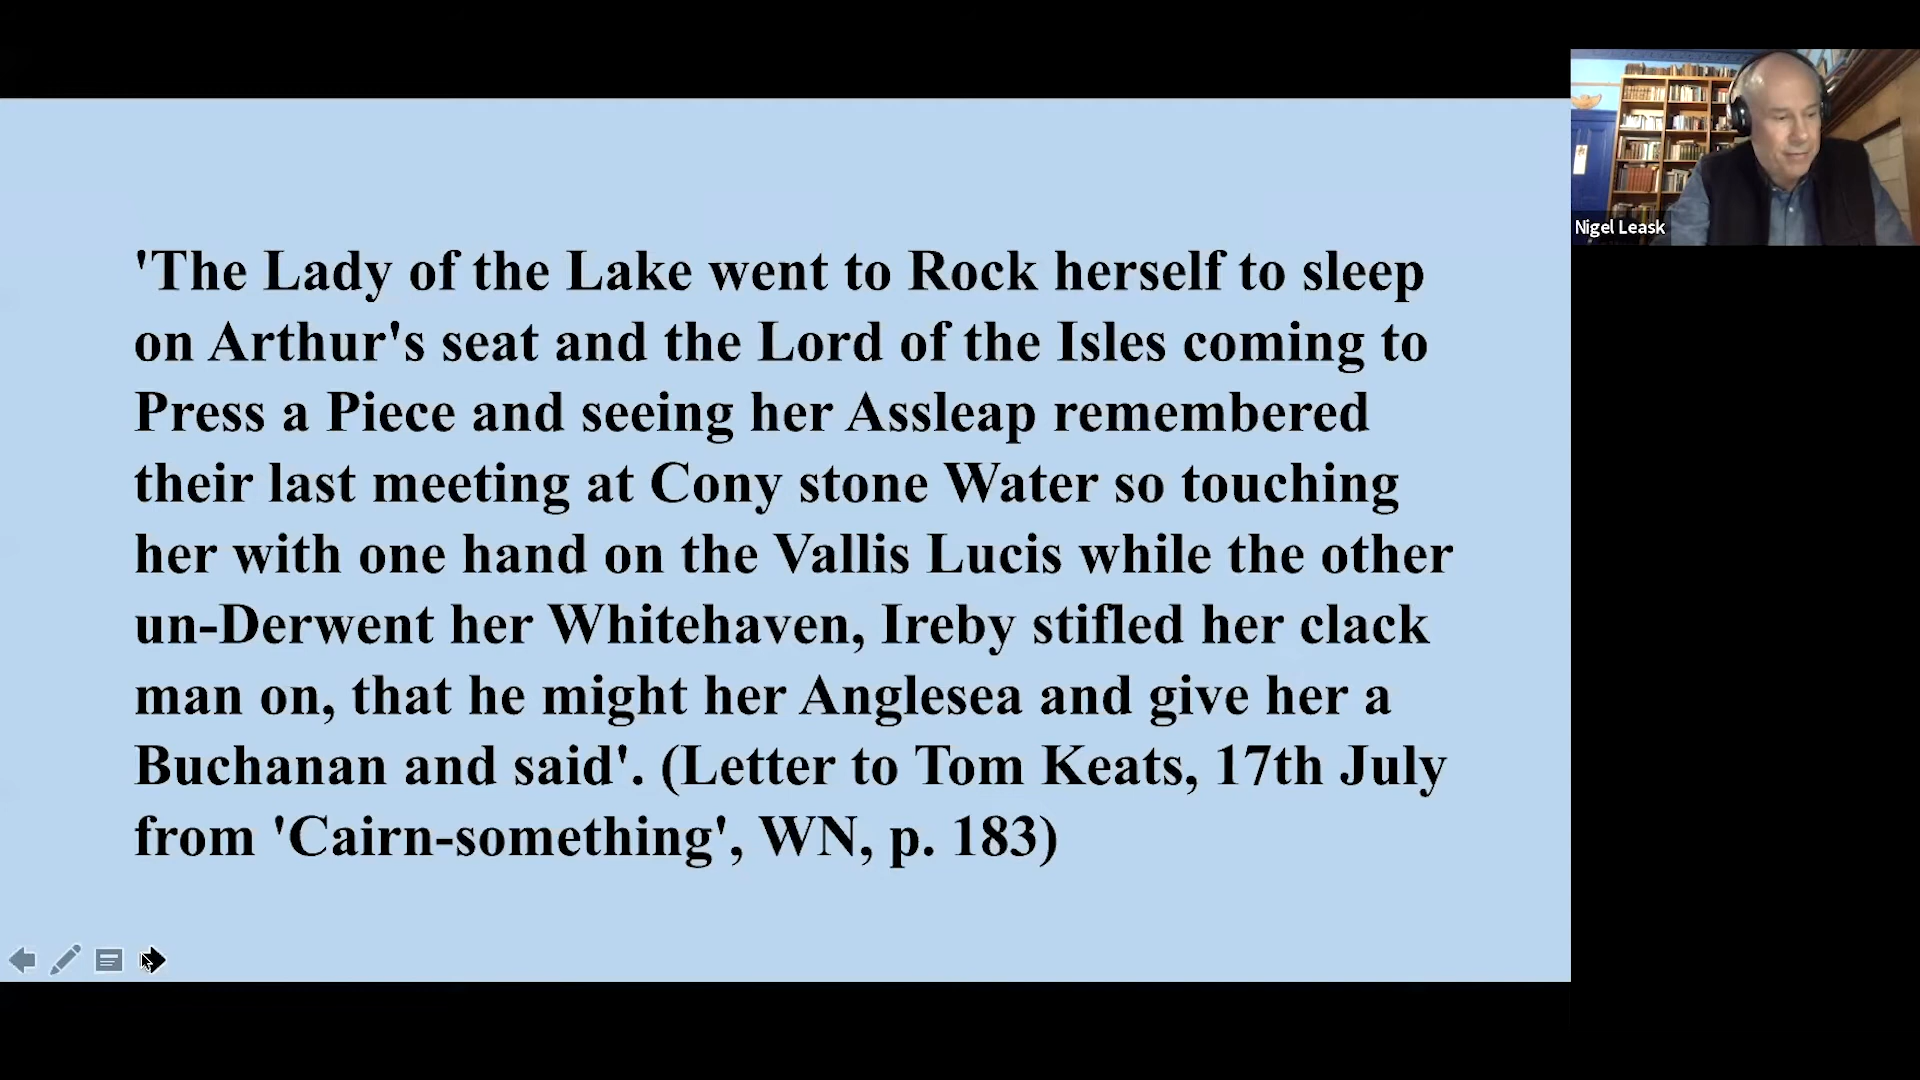 'The Lady of the Lake went to Rock herself to sleep
on Arthur's seat and the Lord of the Isles coming to
Press a Piece and seeing her Assleap remembered
their last meeting at Cony stone Water so touching
her with one hand on the Vallis Lucis while the other
un-Derwent her Whitehaven, Ireby stifled her clack
man on, that he might her Anglesea and give her a
Buchanan and said'. (Letter to Tom Keats, 17th July
from 'Cairn-something', WN, p. 183)
Nigel Leask